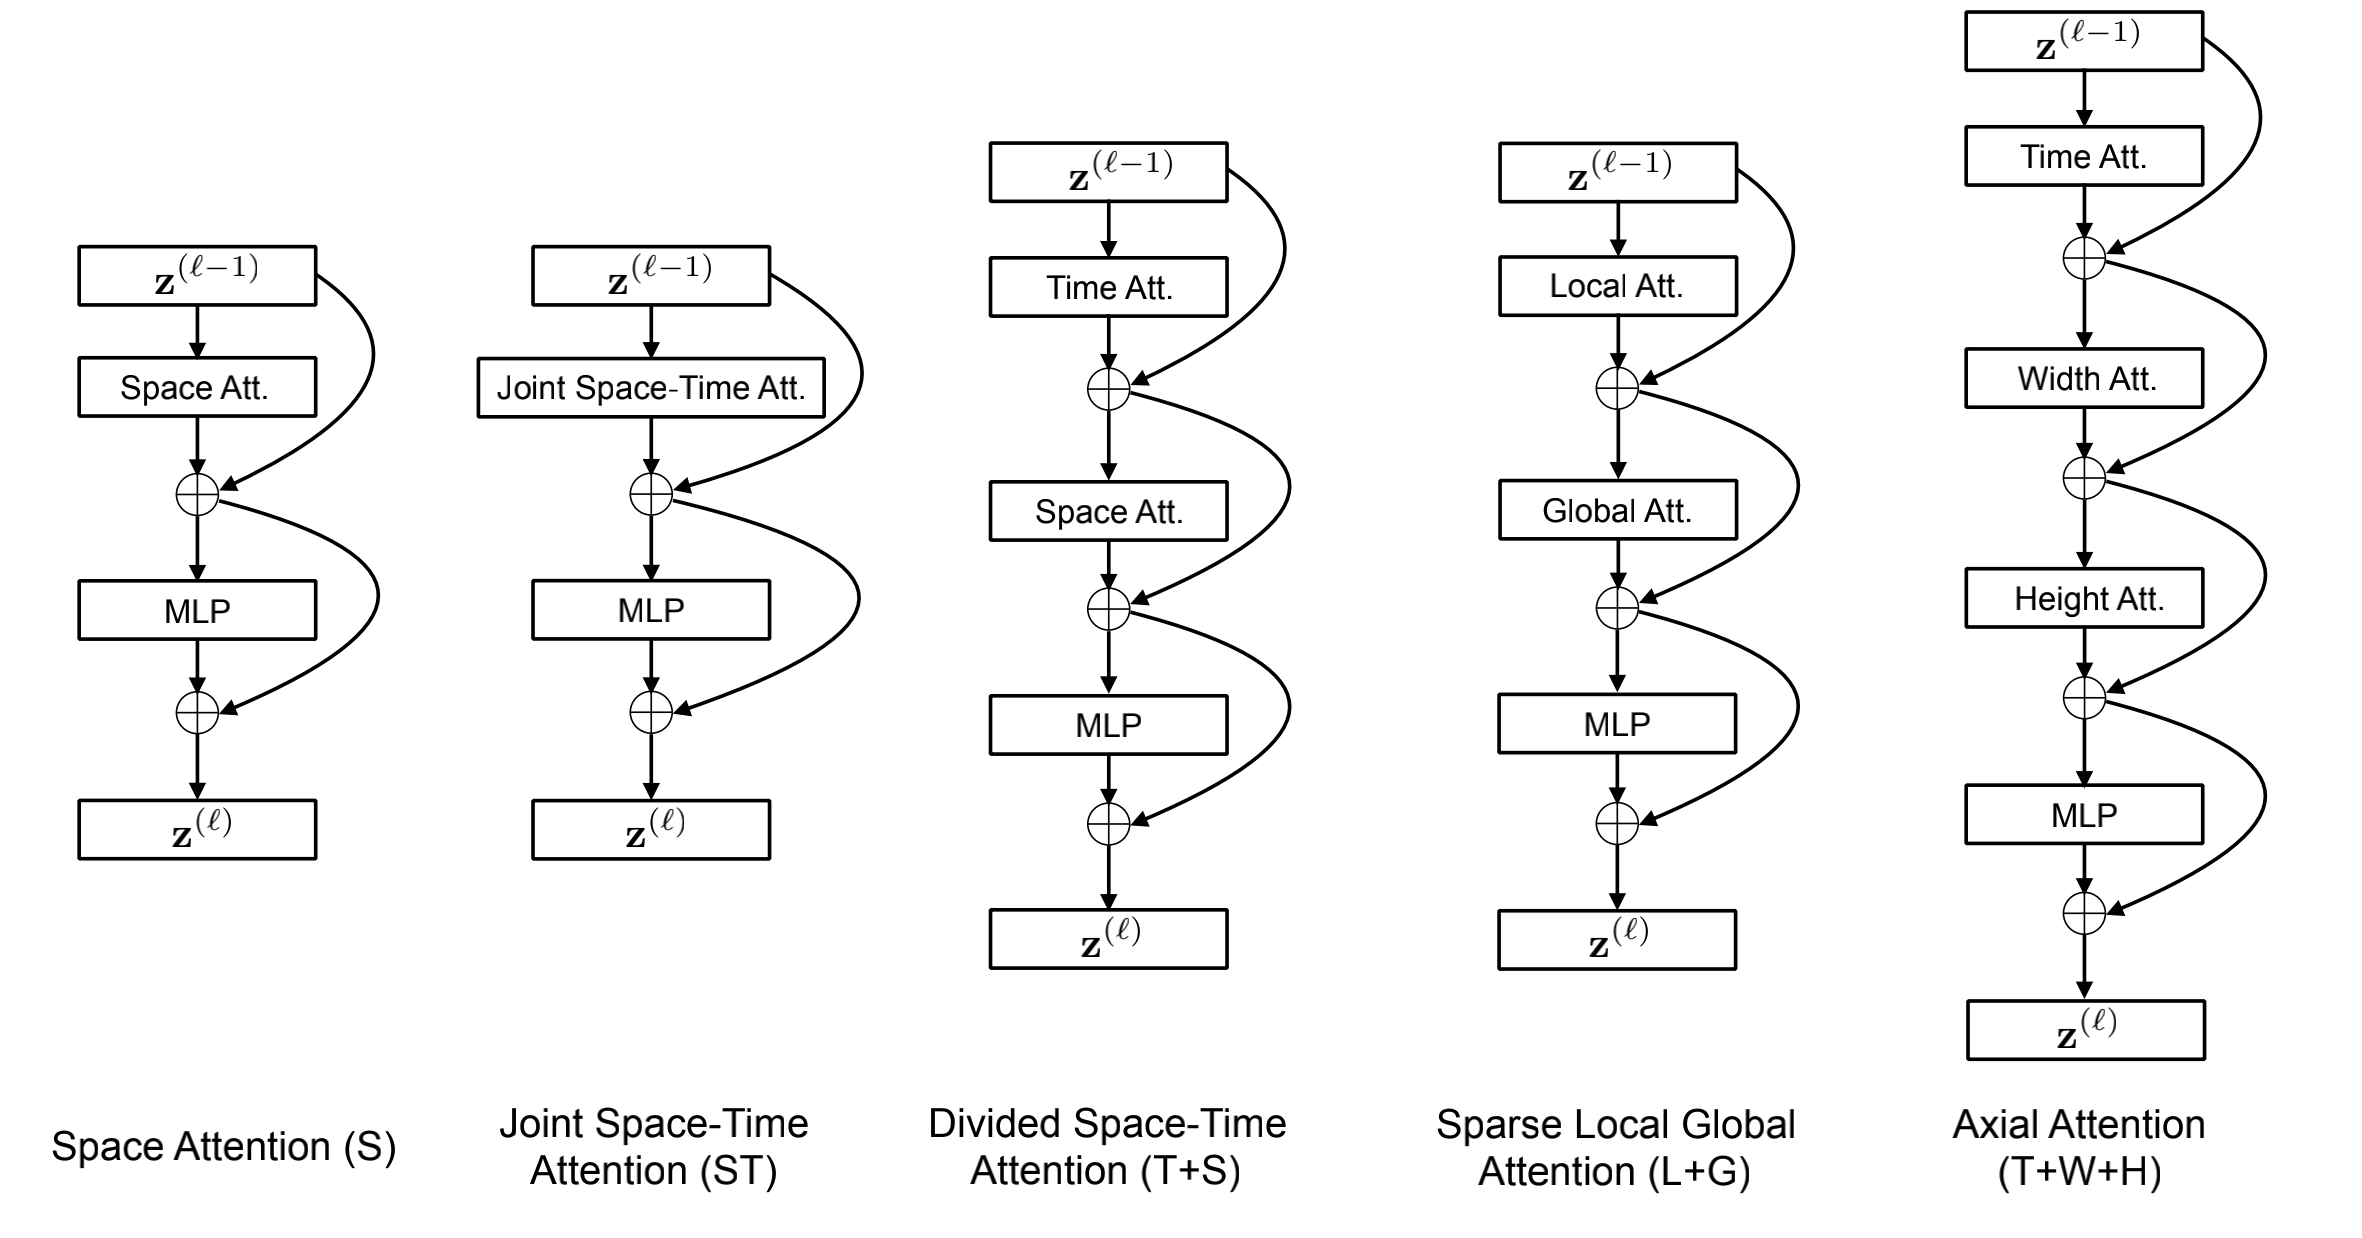 z^(ℓ−1)
Space Att.
MLP
z^(ℓ)
Space Attention (S)
z^(ℓ−1)
Joint Space-Time Att.
MLP
z^(ℓ)
Joint Space-Time
Attention (ST)
z^(ℓ−1)
Time Att.
Space Att.
MLP
z^(ℓ)
Divided Space-Time
Attention (T+S)
z^(ℓ−1)
Local Att.
Global Att.
MLP
z^(ℓ)
Sparse Local Global
Attention (L+G)
z^(ℓ−1)
Time Att.
Width Att.
Height Att.
MLP
z^(ℓ)
Axial Attention
(T+W+H)